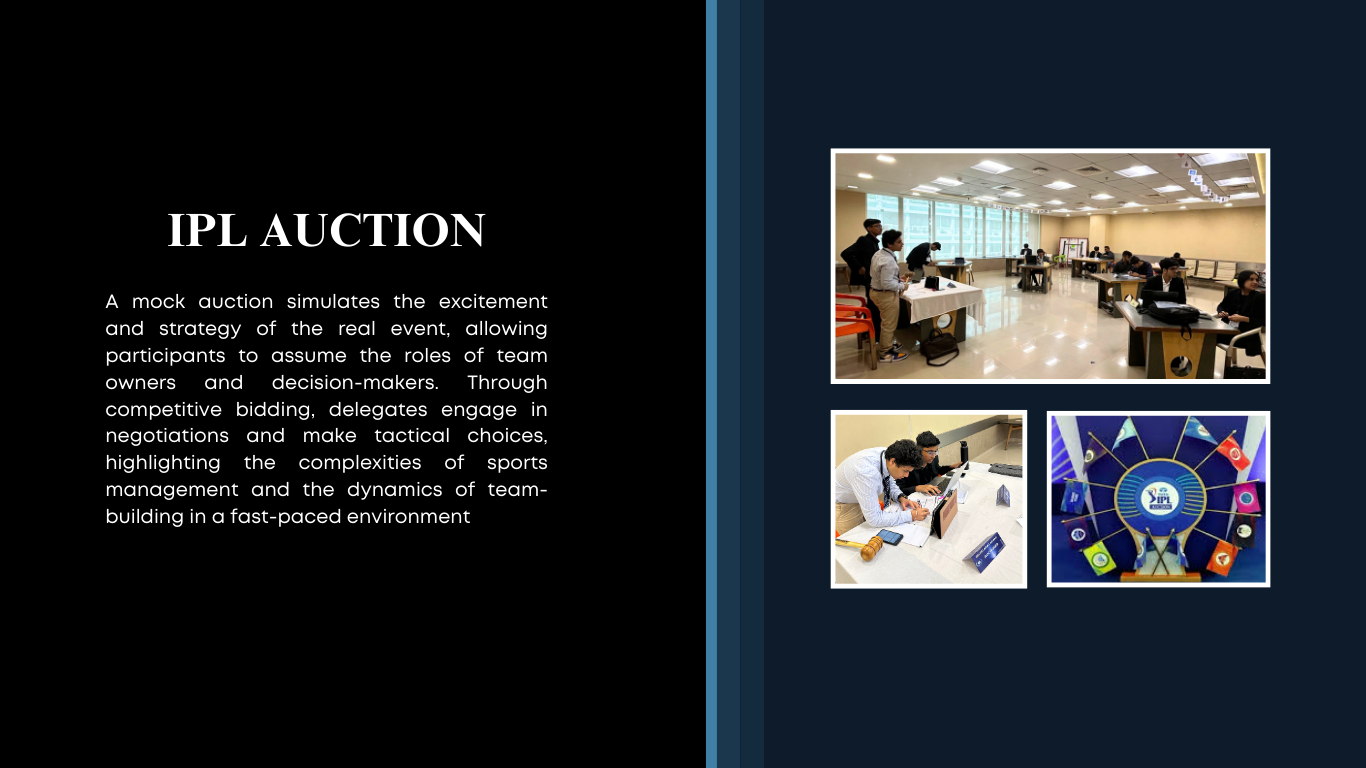 IPL AUCTION
A mock auction simulates the excitement
and strategy of the real event, allowing
participants to assume the roles of team
owners and decision-makers. Through
competitive bidding, delegates engage in
negotiations and make tactical choices,
highlighting the complexities of sports
management and the dynamics of team-
building in a fast-paced environment
IPL
AUCTION